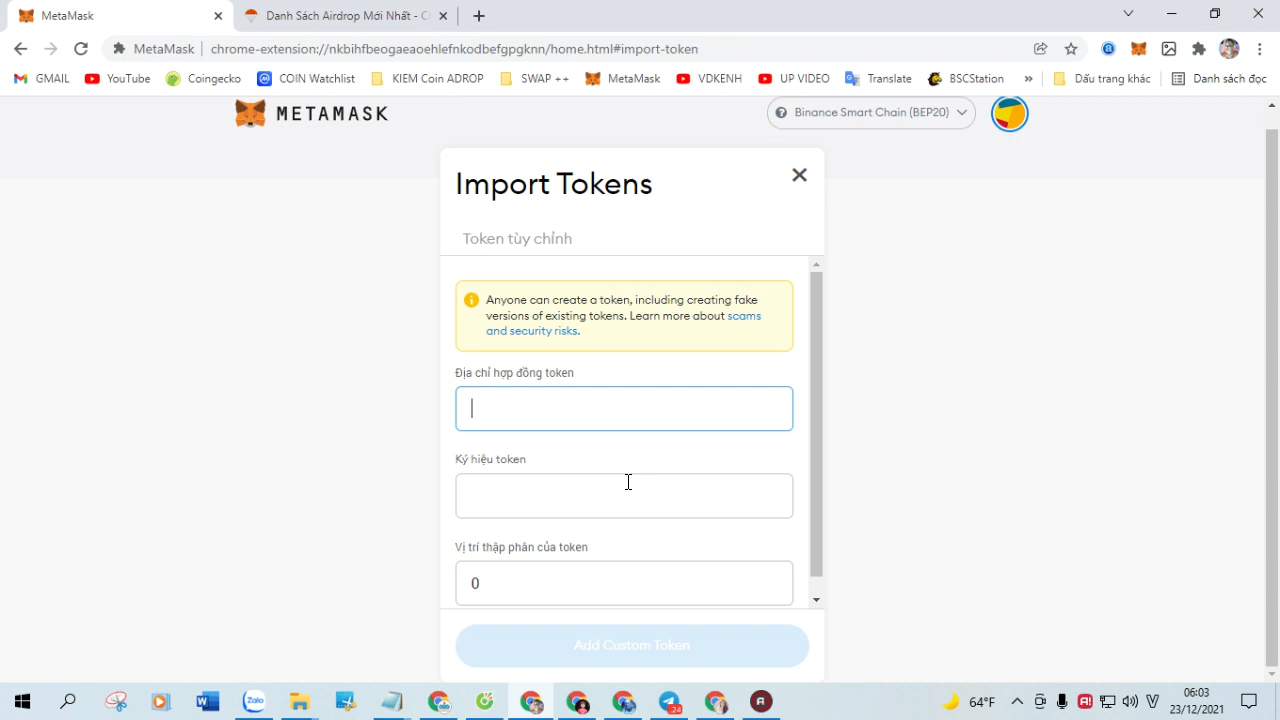 MetaMask
Danh Sách Airdrop Mới Nhất - C
MetaMask
chrome-extension://nkbihfbeogaeaoehlefnkodbefgpgknn/home.html#import-token
GMAIL
YouTube
Coingecko
COIN Watchlist
KIEM Coin ADROP
SWAP ++
MetaMask
VDKENH
UP VIDEO
Translate
BSCStation
»
Dấu trang khác
Danh sách đọc
METAMASK
Binance Smart Chain (BEP20)
Import Tokens
Token tùy chỉnh
Anyone can create a token, including creating fake
versions of existing tokens. Learn more about scams
and security risks.
Địa chỉ hợp đồng token
Ký hiệu token
Vị trí thập phân của token
0
Add Custom Token
Zalo
24
64°F
06:03
23/12/2021